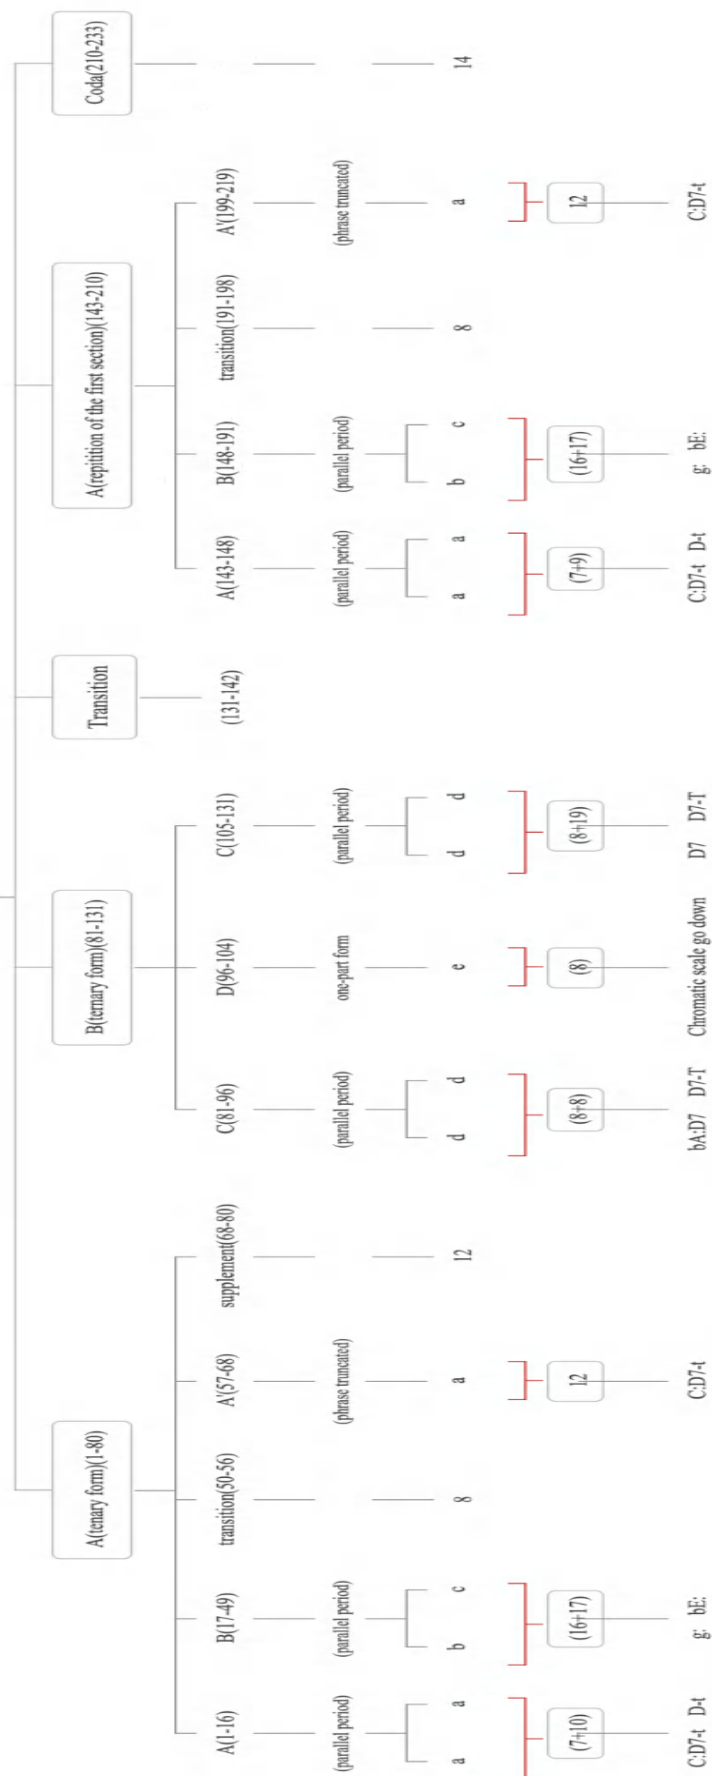 A(tenary form)(1-80)
B(ternary form)(81-131)
Transition
A(repitition of the first section)(143-210)
Coda(210-233)
A(1-16)
B(17-49)
transition(50-56)
A'(57-68)
supplement(68-80)
C(81-96)
D(96-104)
C(105-131)
(131-142)
A(143-148)
B(148-191)
transition(191-198)
A'(199-219)
(parallel period)
(parallel period)
(phrase truncated)
(parallel period)
one-part form
(parallel period)
(parallel period)
(parallel period)
(phrase truncated)
a a
b c
8
a
12
d d
e
d d
a a
b c
8
a
14
(7+10)
(16+17)
12
(8+8)
(8)
(8+19)
(7+9)
(16+17)
12
C:D7-t D-t
g: bE:
C:D7-t
bA:D7 D7-T
Chromatic scale go down
D7 D7-T
C:D7-t D-t
g: bE:
C:D7-t